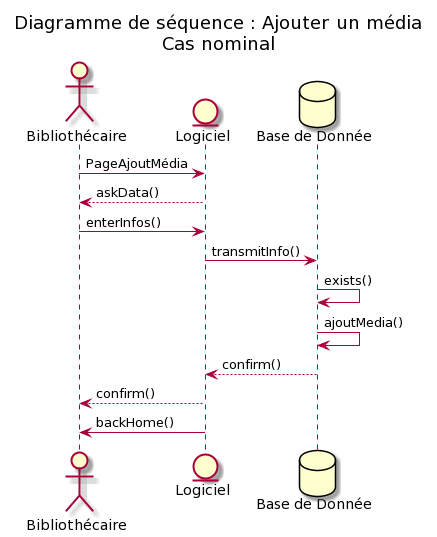 Diagramme de séquence : Ajouter un média
Cas nominal
Bibliothécaire
Logiciel
Base de Donnée
PageAjoutMédia
askData()
enterInfos()
transmitInfo()
exists()
ajoutMedia()
confirm()
confirm()
backHome()
Bibliothécaire
Logiciel
Base de Donnée